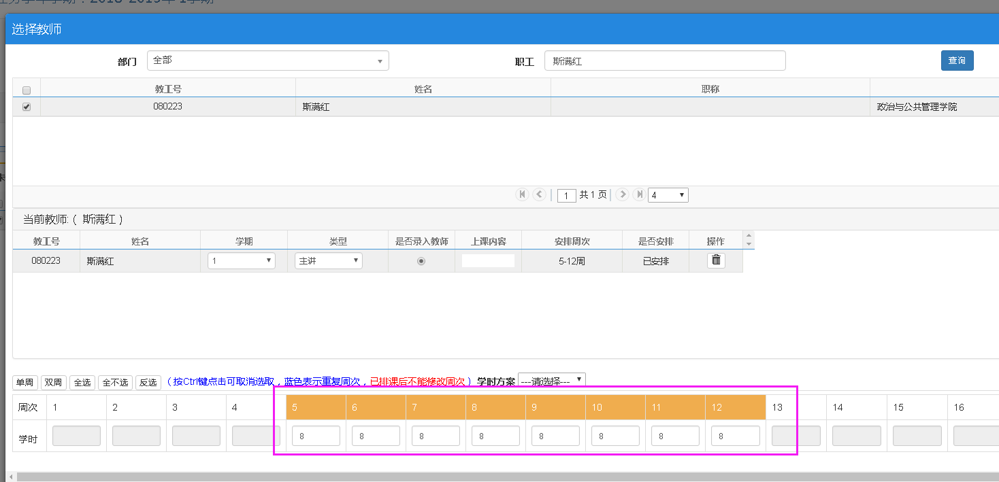 2018-2019年 1学期
选择教师
部门 全部 职工 斯满红 查询
教工号 姓名 职称
080223 斯满红 政治与公共管理学院
1 共 1 页 4
当前教师: ( 斯满红 )
教工号 姓名 学期 类型 是否录入教师 上课内容 安排周次 是否安排 操作
080223 斯满红 1 主讲 5-12周 已安排
单周 双周 全选 全不选 反选 (按Ctrl键点击可取消选取，蓝色表示重复周次，已排课后不能修改周次) 学时方案 ---请选择---
周次 1 2 3 4 5 6 7 8 9 10 11 12 13 14 15 16
学时 8 8 8 8 8 8 8 8